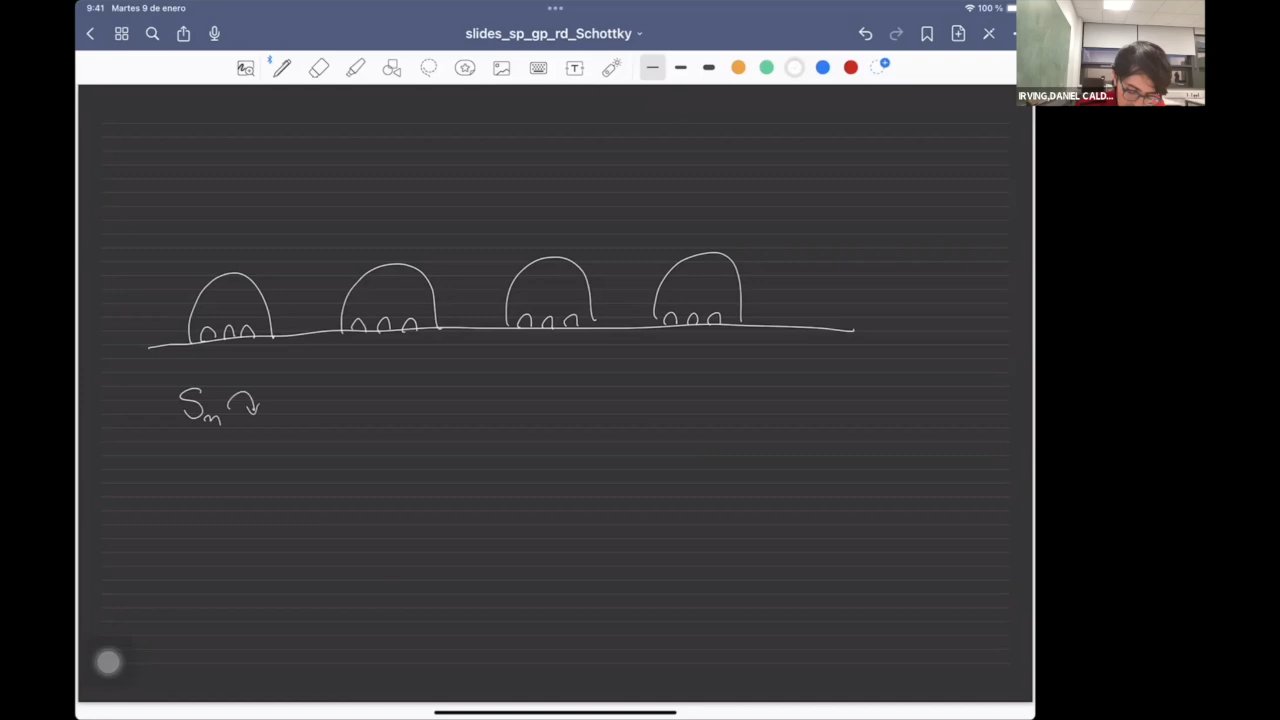 9:41 Martes 9 de enero
100 %
slides_sp_gp_rd_Schottky
IRVING,DANIEL CALD...
Sₙ ↷